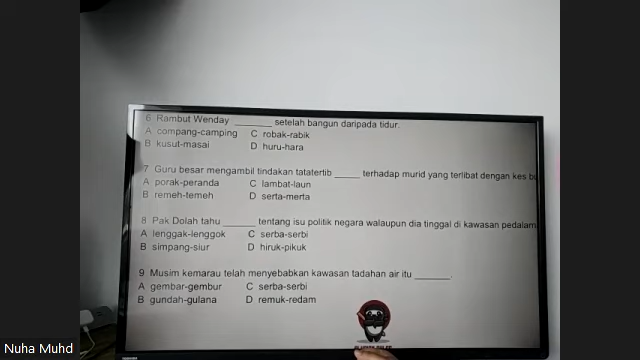 6 Rambut Wenday ________ setelah bangun daripada tidur.
A compang-camping C robak-rabik
B kusut-masai D huru-hara
7 Guru besar mengambil tindakan tatatertib _____ terhadap murid yang terlibat dengan kes
A porak-peranda C lambat-laun
B remeh-temeh D serta-merta
8 Pak Dolah tahu _______ tentang isu politik negara walaupun dia tinggal di kawasan pedalam
A lenggak-lenggok C serba-serbi
B simpang-siur D hiruk-pikuk
9 Musim kemarau telah menyebabkan kawasan tadahan air itu _______.
A gembar-gembur C serba-serbi
B gundah-gulana D remuk-redam
Nuha Muhd